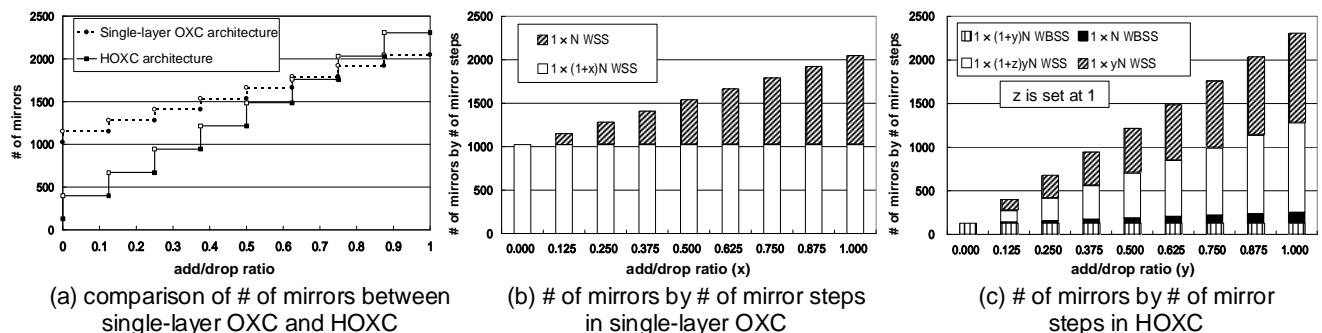 2500
2000
1500
1000
500
0
# of mirrors
Single-layer OXC architecture
HOXC architecture
0 0.1 0.2 0.3 0.4 0.5 0.6 0.7 0.8 0.9 1
add/drop ratio
(a) comparison of # of mirrors between
single-layer OXC and HOXC
2500
2000
1500
1000
500
0
# of mirrors by # of mirror steps
1 × N WSS
1 × (1+x)N WSS
0.000 0.125 0.250 0.375 0.500 0.625 0.750 0.875 1.000
add/drop ratio (x)
(b) # of mirrors by # of mirror steps
in single-layer OXC
2500
2000
1500
1000
500
0
# of mirrors by # of mirror steps
1 × (1+y)N WBSS 1 × N WBSS
1 × (1+z)yN WSS 1 × yN WSS
z is set at 1
0.000 0.125 0.250 0.375 0.500 0.625 0.750 0.875 1.000
add/drop ratio (y)
(c) # of mirrors by # of mirror
steps in HOXC